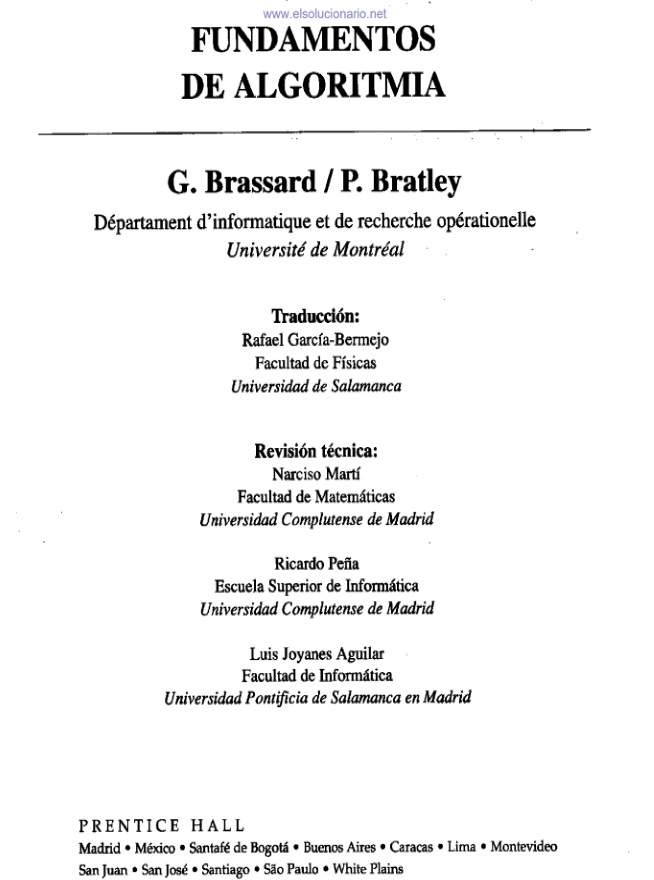 www.elsolucionario.net
FUNDAMENTOS
DE ALGORITMIA
G. Brassard / P. Bratley
Départament d'informatique et de recherche opérationelle
Université de Montréal
Traducción:
Rafael García-Bermejo
Facultad de Físicas
Universidad de Salamanca
Revisión técnica:
Narciso Martí
Facultad de Matemáticas
Universidad Complutense de Madrid
Ricardo Peña
Escuela Superior de Informática
Universidad Complutense de Madrid
Luis Joyanes Aguilar
Facultad de Informática
Universidad Pontificia de Salamanca en Madrid
PRENTICE HALL
Madrid • México • Santafé de Bogotá • Buenos Aires • Caracas • Lima • Montevideo
San Juan • San José • Santiago • São Paulo • White Plains